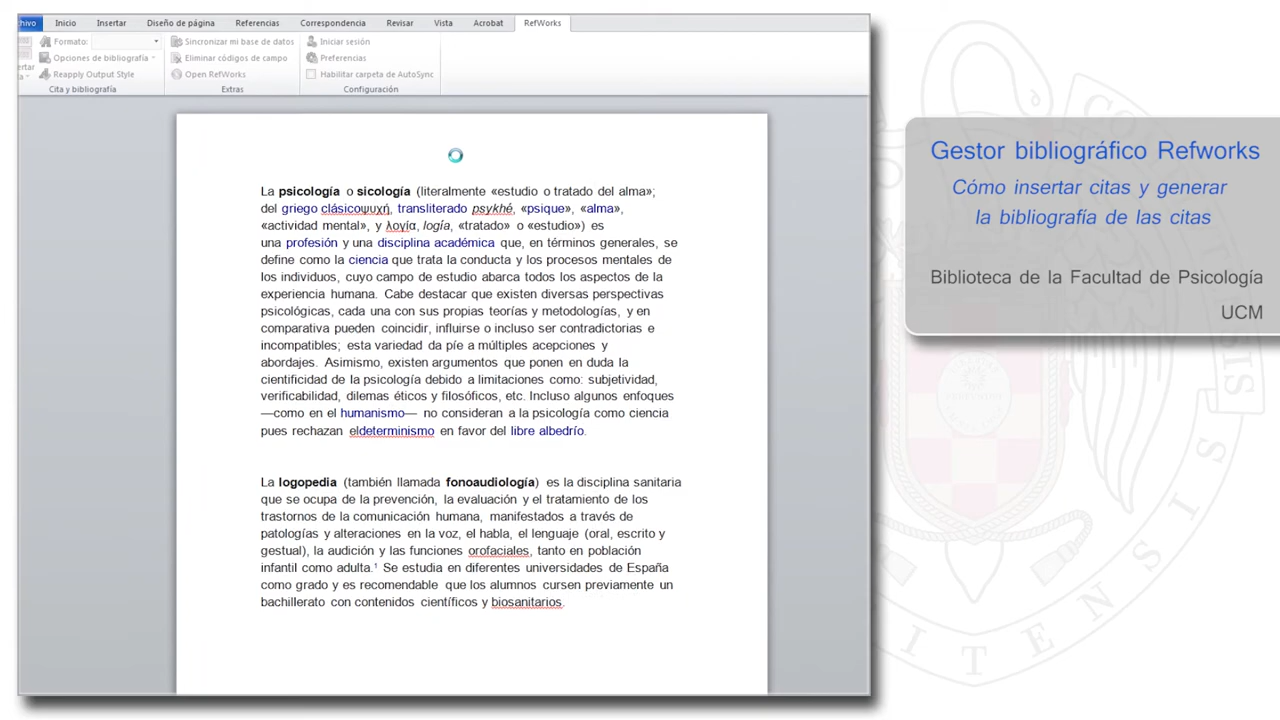 hivo Inicio Insertar Diseño de página Referencias Correspondencia Revisar Vista Acrobat RefWorks
Formato: Sincronizar mi base de datos Iniciar sesión
Opciones de bibliografía Eliminar códigos de campo Preferencias
ertar
Reapply Output Style Open RefWorks Habilitar carpeta de AutoSync
Cita y bibliografía Extras Configuración
La psicología o sicología (literalmente «estudio o tratado del alma»;
del griego clásicoψυχή, transliterado psykhé, «psique», «alma»,
«actividad mental», y λογία, logía, «tratado» o «estudio») es
una profesión y una disciplina académica que, en términos generales, se
define como la ciencia que trata la conducta y los procesos mentales de
los individuos, cuyo campo de estudio abarca todos los aspectos de la
experiencia humana. Cabe destacar que existen diversas perspectivas
psicológicas, cada una con sus propias teorías y metodologías, y en
comparativa pueden coincidir, influirse o incluso ser contradictorias e
incompatibles; esta variedad da píe a múltiples acepciones y
abordajes. Asimismo, existen argumentos que ponen en duda la
cientificidad de la psicología debido a limitaciones como: subjetividad,
verificabilidad, dilemas éticos y filosóficos, etc. Incluso algunos enfoques
—como en el humanismo— no consideran a la psicología como ciencia
pues rechazan eldeterminismo en favor del libre albedrío.
La logopedia (también llamada fonoaudiología) es la disciplina sanitaria
que se ocupa de la prevención, la evaluación y el tratamiento de los
trastornos de la comunicación humana, manifestados a través de
patologías y alteraciones en la voz, el habla, el lenguaje (oral, escrito y
gestual), la audición y las funciones orofaciales, tanto en población
infantil como adulta.¹ Se estudia en diferentes universidades de España
como grado y es recomendable que los alumnos cursen previamente un
bachillerato con contenidos científicos y biosanitarios.
Gestor bibliográfico Refworks
Cómo insertar citas y generar
la bibliografía de las citas
Biblioteca de la Facultad de Psicología
UCM